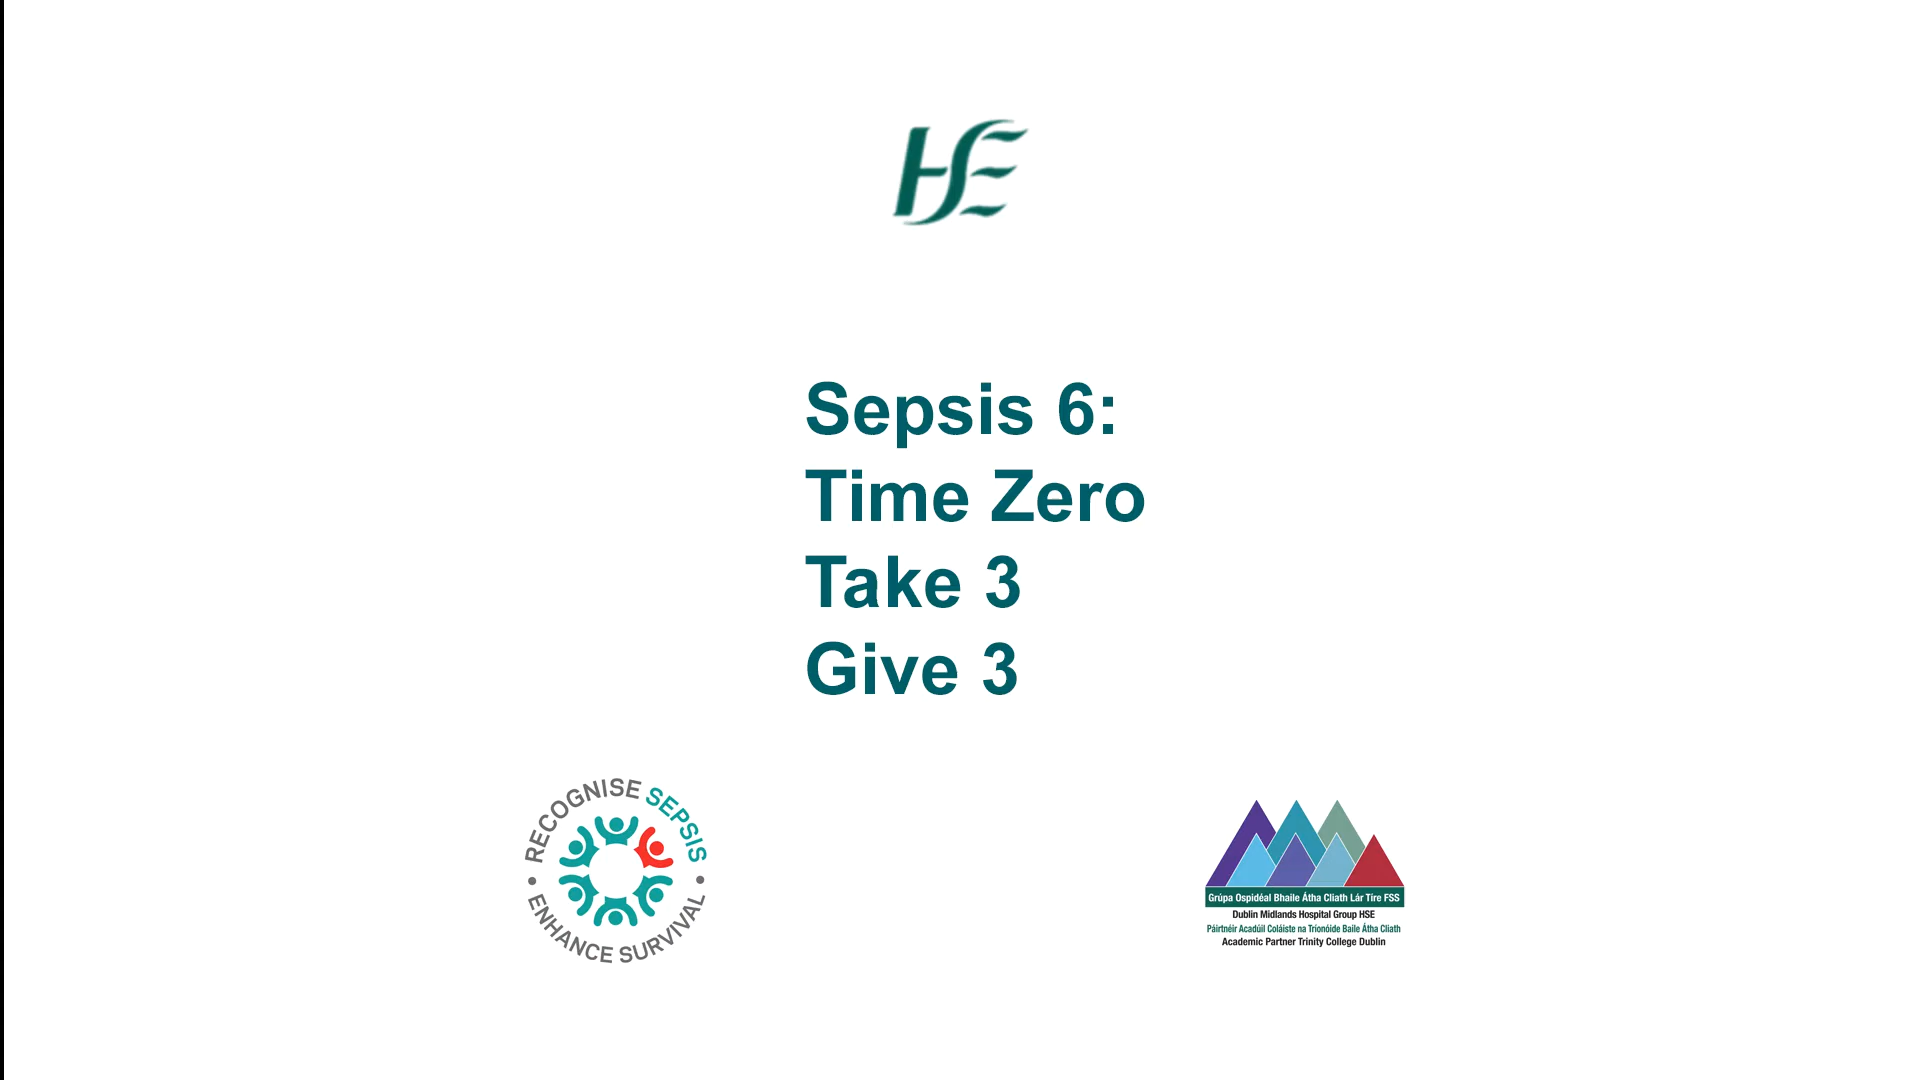 HSE
Sepsis 6:
Time Zero
Take 3
Give 3
RECOGNISE SEPSIS
• ENHANCE SURVIVAL •
Grúpa Ospidéal Bhaile Átha Cliath Lár Tíre FSS
Dublin Midlands Hospital Group HSE
Páirtnéir Acadúil Coláiste na Tríonóide Baile Átha Cliath
Academic Partner Trinity College Dublin